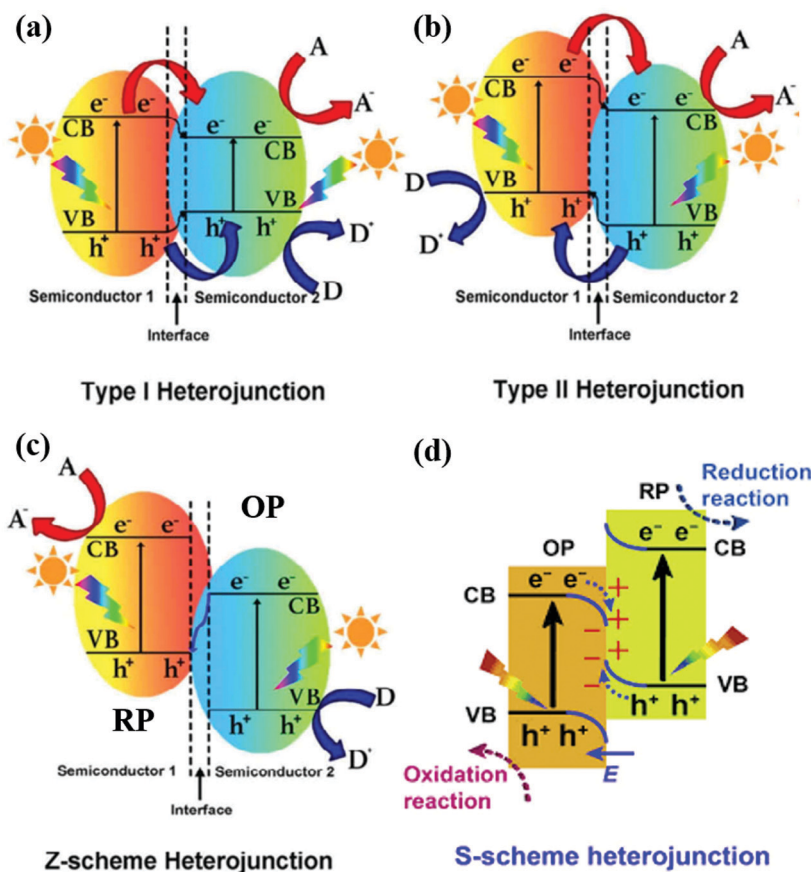 (a)
A
e⁻ e⁻
A⁻
CB
e⁻ e⁻
CB
VB
VB
h⁺ h⁺
h⁺ h⁺
D⁺
D
Semiconductor 1
Semiconductor 2
Interface
Type I Heterojunction
(b)
A
e⁻ e⁻
A⁻
CB
e⁻ e⁻
CB
D
VB
VB
D⁺
h⁺ h⁺
h⁺ h⁺
Semiconductor 1
Semiconductor 2
Interface
Type II Heterojunction
(c)
A
OP
A⁻
e⁻ e⁻
CB
e⁻ e⁻
CB
VB
h⁺ h⁺
VB
D
RP
h⁺ h⁺
D⁺
Semiconductor 1
Semiconductor 2
Interface
Z-scheme Heterojunction
(d)
Reduction
reaction
RP
OP
e⁻ e⁻
CB
e⁻ e⁻
CB
+
+
− +
−
−
VB
h⁺ h⁺
VB
h⁺ h⁺
E
Oxidation
reaction
S-scheme heterojunction